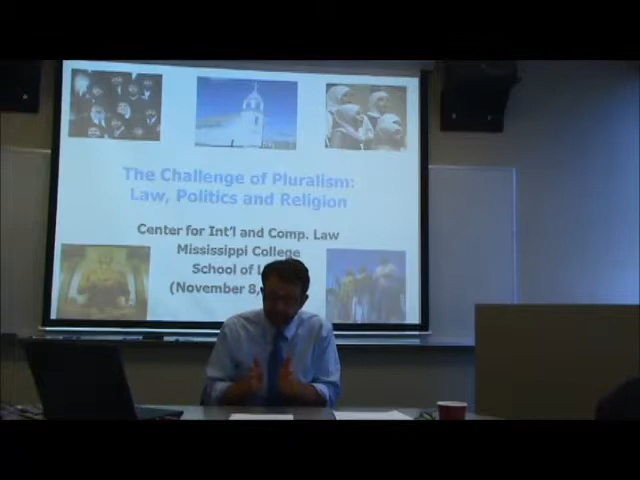 The Challenge of Pluralism:
Law, Politics and Religion
Center for Int'l and Comp. Law
Mississippi College
School of
(November 8,